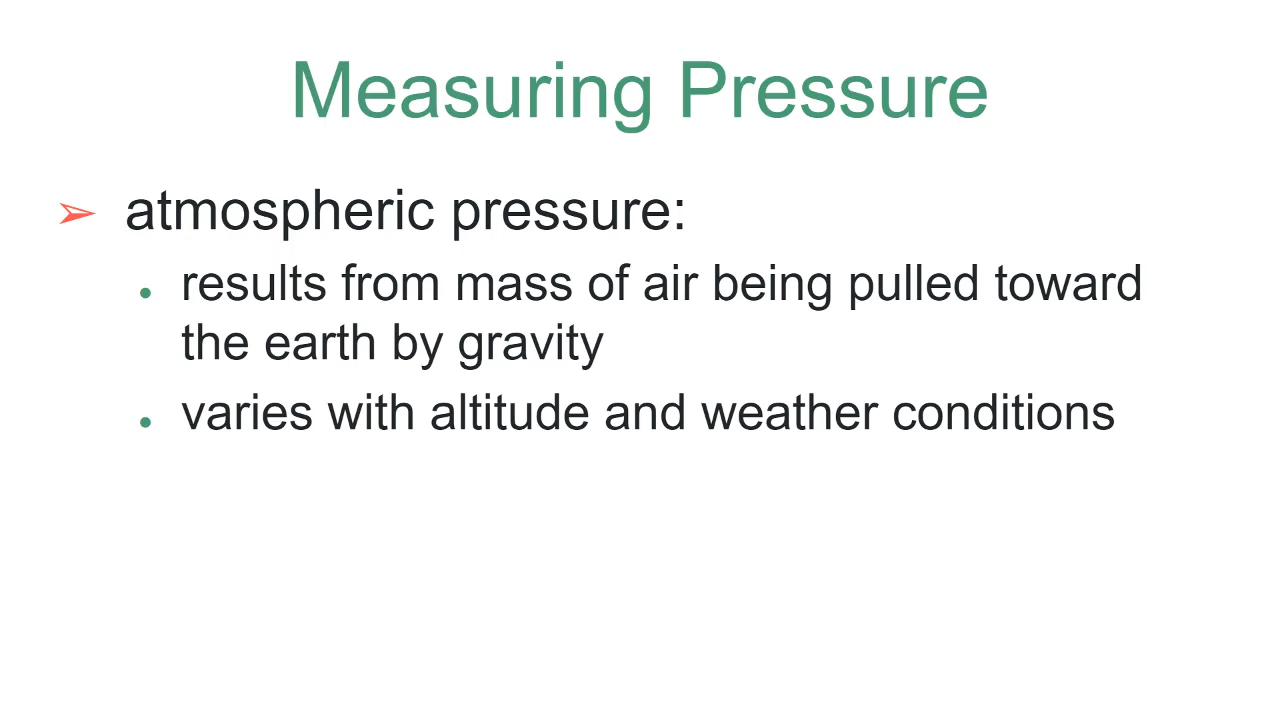 Measuring Pressure
➢ atmospheric pressure:
• results from mass of air being pulled toward
the earth by gravity
• varies with altitude and weather conditions